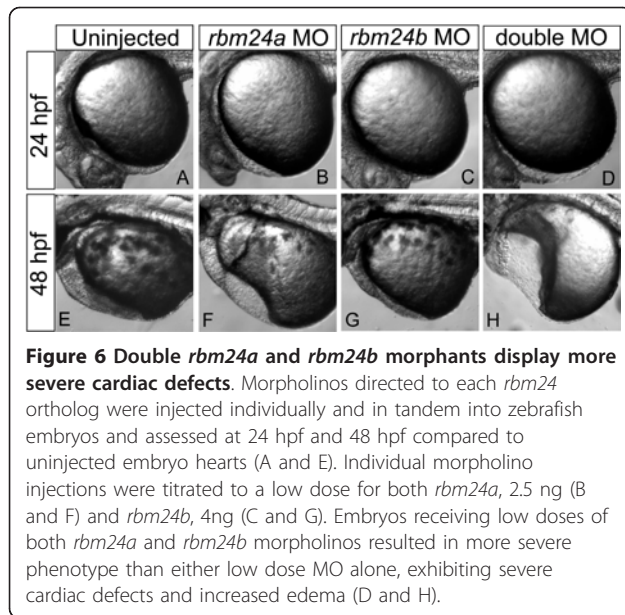 Uninjected rbm24a MO rbm24b MO double MO
24 hpf
A B C D
48 hpf
E F G H
Figure 6 Double rbm24a and rbm24b morphants display more
severe cardiac defects. Morpholinos directed to each rbm24
ortholog were injected individually and in tandem into zebrafish
embryos and assessed at 24 hpf and 48 hpf compared to
uninjected embryo hearts (A and E). Individual morpholino
injections were titrated to a low dose for both rbm24a, 2.5 ng (B
and F) and rbm24b, 4ng (C and G). Embryos receiving low doses of
both rbm24a and rbm24b morpholinos resulted in more severe
phenotype than either low dose MO alone, exhibiting severe
cardiac defects and increased edema (D and H).